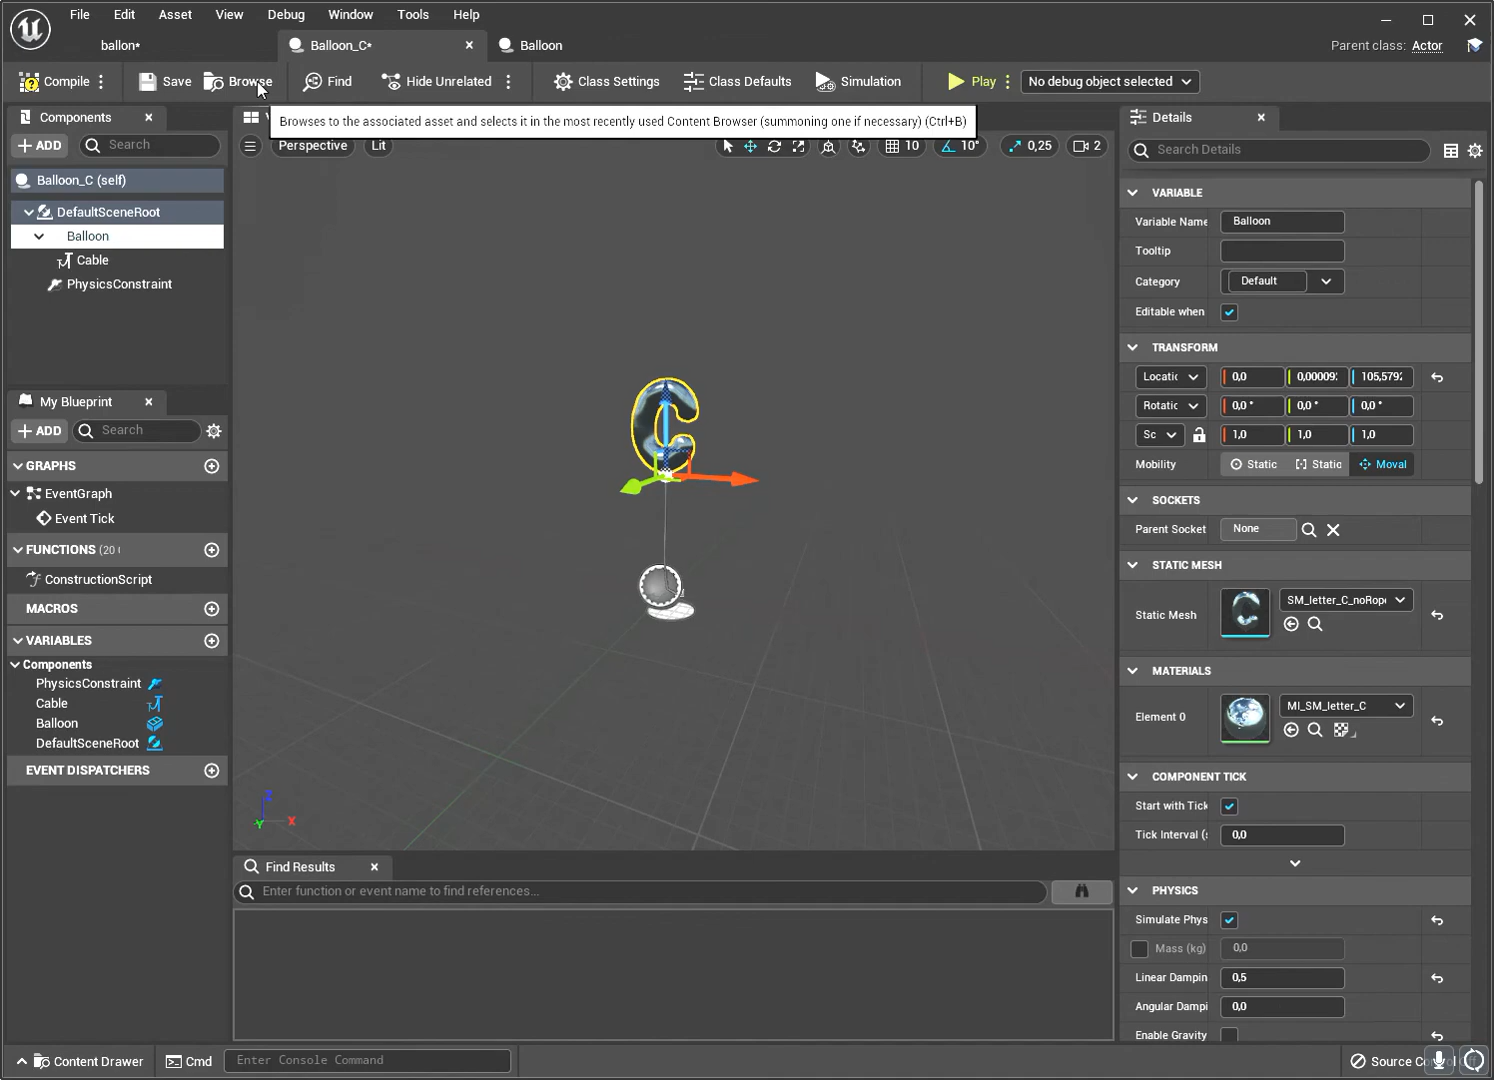 File Edit Asset View Debug Window Tools Help
ballon* Balloon_C* Balloon Parent class: Actor
Compile Save Browse Find Hide Unrelated Class Settings Class Defaults Simulation Play No debug object selected
Components
Browses to the associated asset and selects it in the most recently used Content Browser (summoning one if necessary) (Ctrl+B)
Details
+ ADD Search
Perspective Lit 10 10° 0,25 2
Search Details
Balloon_C (self)
DefaultSceneRoot
Balloon
Cable
PhysicsConstraint
My Blueprint
+ ADD Search
GRAPHS
EventGraph
Event Tick
FUNCTIONS (20
ConstructionScript
MACROS
VARIABLES
Components
PhysicsConstraint
Cable
Balloon
DefaultSceneRoot
EVENT DISPATCHERS
C
Z
Y X
Find Results
Enter function or event name to find references...
VARIABLE
Variable Name Balloon
Tooltip
Category Default
Editable when
TRANSFORM
Locatic 0,0 0,00009 105,579
Rotatic 0,0 ° 0,0 ° 0,0 °
Sc 1,0 1,0 1,0
Mobility Static Static Moval
SOCKETS
Parent Socket None
STATIC MESH
Static Mesh SM_letter_C_noRop
MATERIALS
Element 0 MI_SM_letter_C
COMPONENT TICK
Start with Tick
Tick Interval (s 0,0
PHYSICS
Simulate Phys
Mass (kg) 0,0
Linear Dampin 0,5
Angular Dampi 0,0
Enable Gravity
Content Drawer Cmd Enter Console Command Source Co